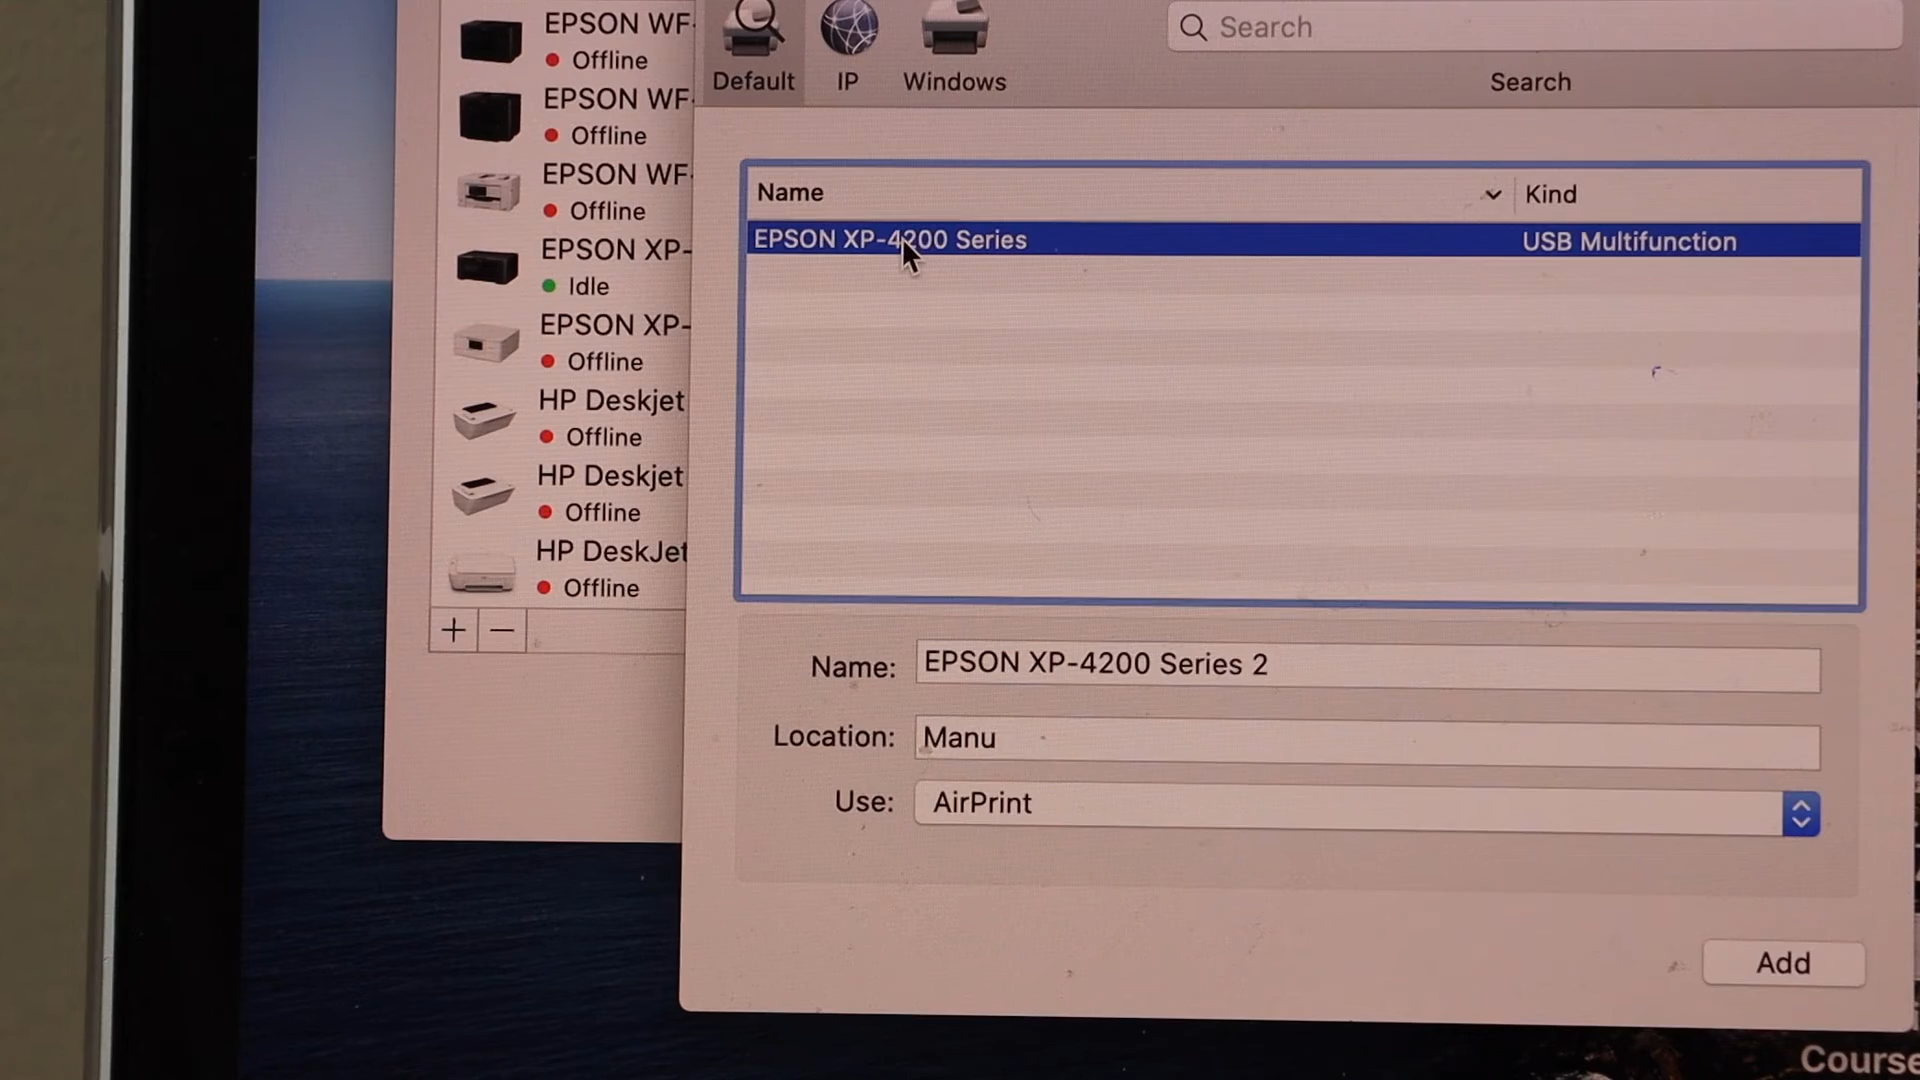 EPSON WF-
Offline
EPSON WF-
Offline
EPSON WF-
Offline
EPSON XP-
Idle
EPSON XP-
Offline
HP Deskjet
Offline
HP Deskjet
Offline
HP DeskJet
Offline
+ −
Default IP Windows
Search
Search
Name Kind
EPSON XP-4200 Series USB Multifunction
Name: EPSON XP-4200 Series 2
Location: Manu
Use: AirPrint
Add
Course